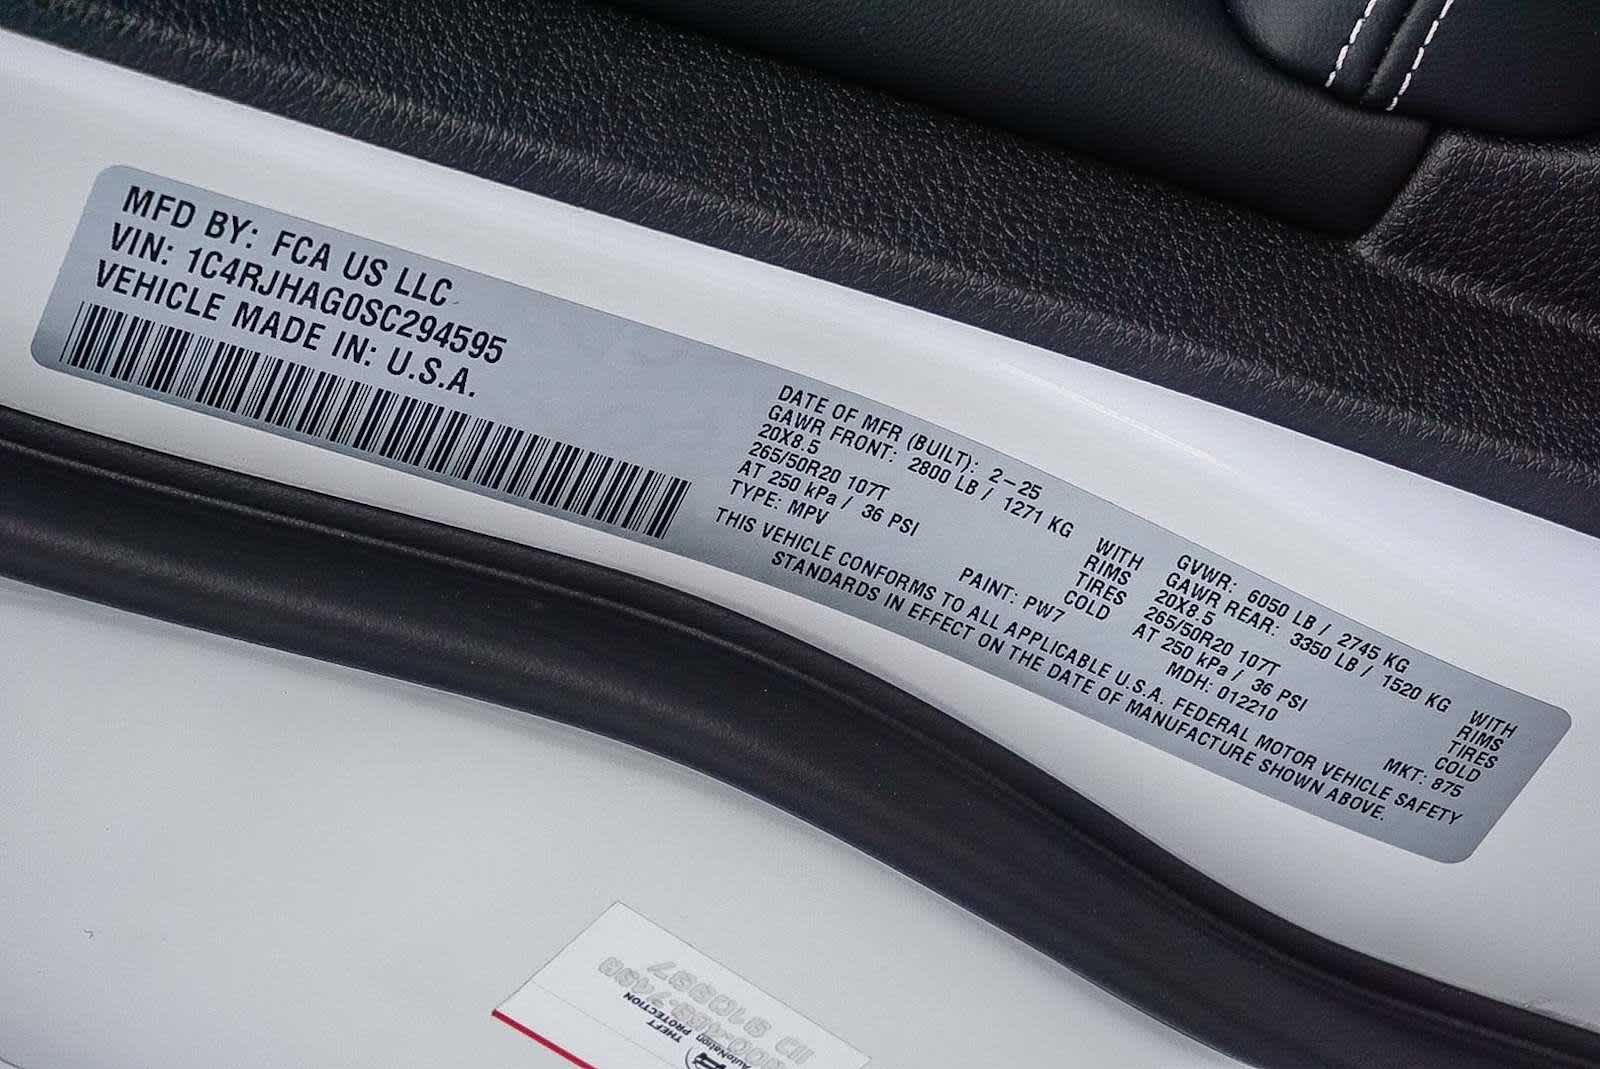 MFD BY: FCA US LLC
VIN: 1C4RJHAG0SC294595
VEHICLE MADE IN: U.S.A.
DATE OF MFR (BUILT): 2-25
GAWR FRONT: 2800 LB / 1271 KG WITH
20X8.5 RIMS
265/50R20 107T TIRES
AT 250 kPa / 36 PSI COLD
TYPE: MPV PAINT: PW7
GVWR: 6050 LB / 2745 KG
GAWR REAR: 3350 LB / 1520 KG WITH
20X8.5 RIMS
265/50R20 107T TIRES
AT 250 kPa / 36 PSI COLD
MDH: 012210 MKT: 875
THIS VEHICLE CONFORMS TO ALL APPLICABLE U.S.A. FEDERAL MOTOR VEHICLE SAFETY
STANDARDS IN EFFECT ON THE DATE OF MANUFACTURE SHOWN ABOVE.
AutoNation
THEFT
PROTECTION